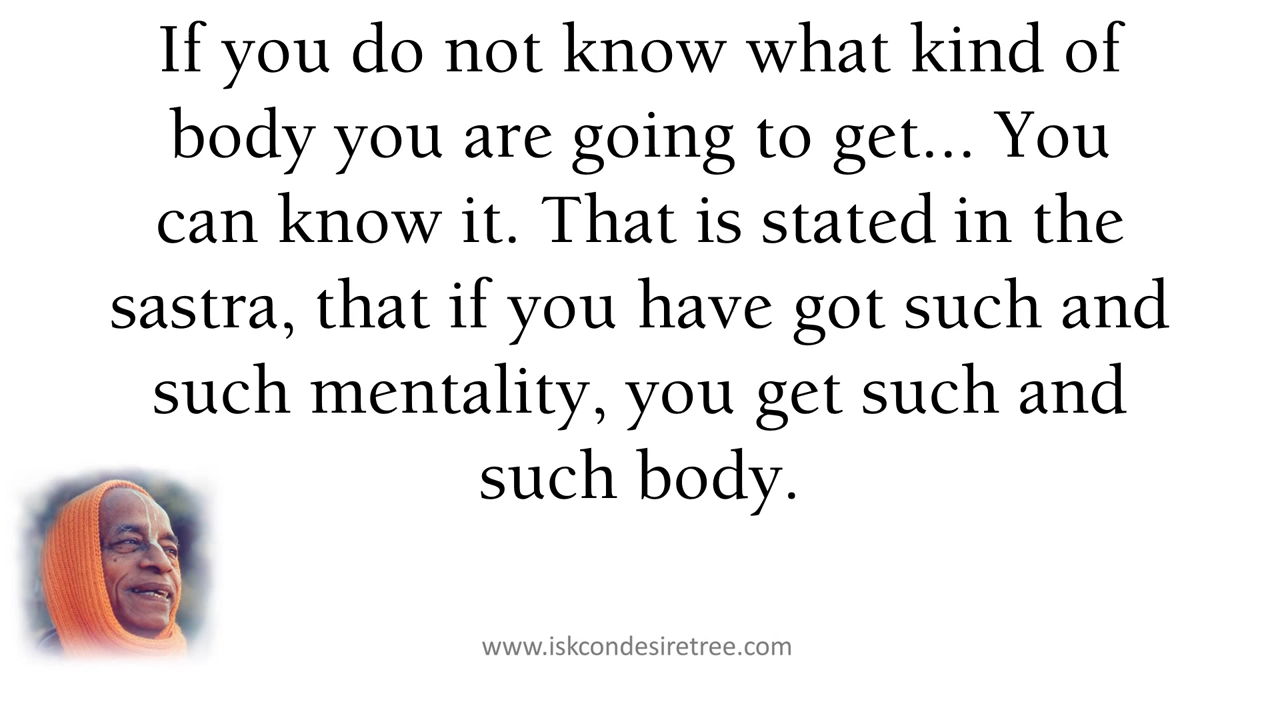 If you do not know what kind of
body you are going to get... You
can know it. That is stated in the
sastra, that if you have got such and
such mentality, you get such and
such body.
www.iskcondesiretree.com